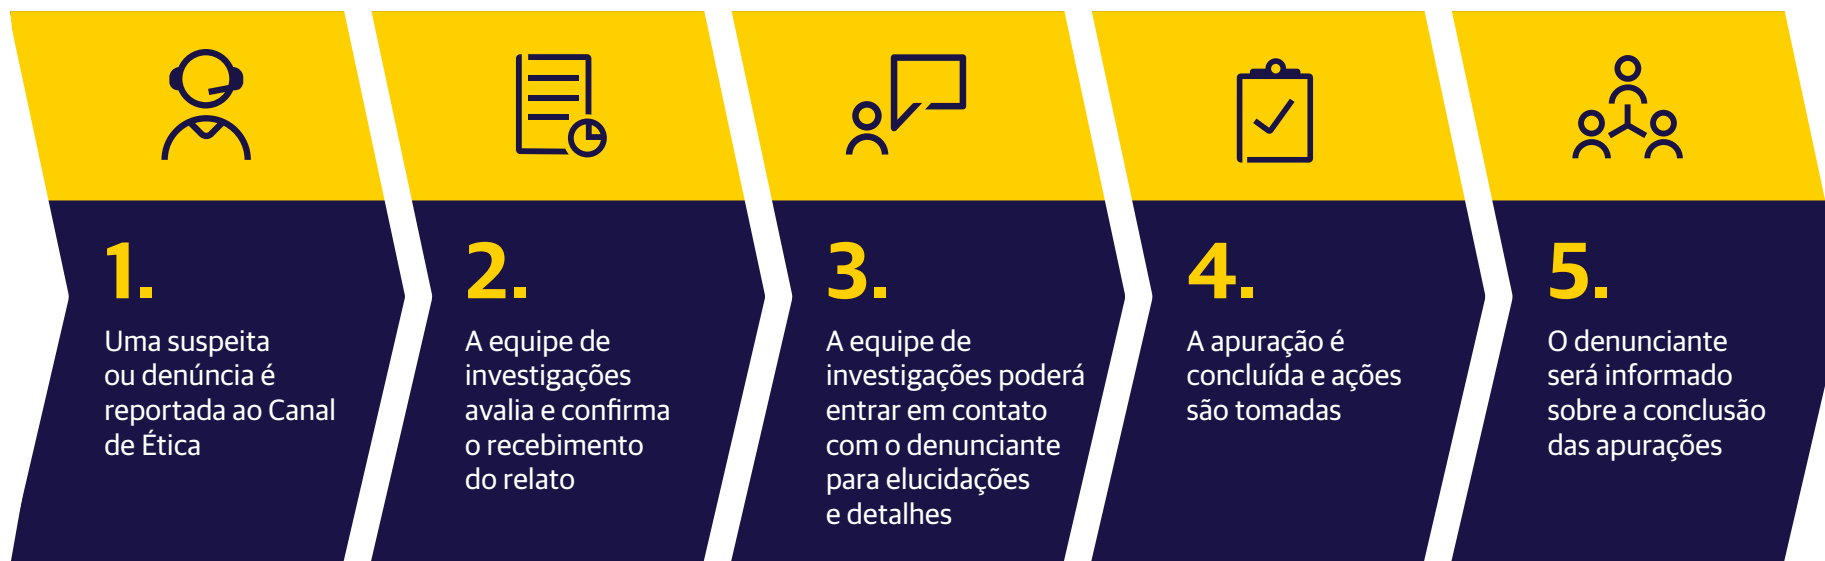 1.
Uma suspeita
ou denúncia é
reportada ao Canal
de Ética
2.
A equipe de
investigações
avalia e confirma
o recebimento
do relato
3.
A equipe de
investigações poderá
entrar em contato
com o denunciante
para elucidações
e detalhes
4.
A apuração é
concluída e ações
são tomadas
5.
O denunciante
será informado
sobre a conclusão
das apurações